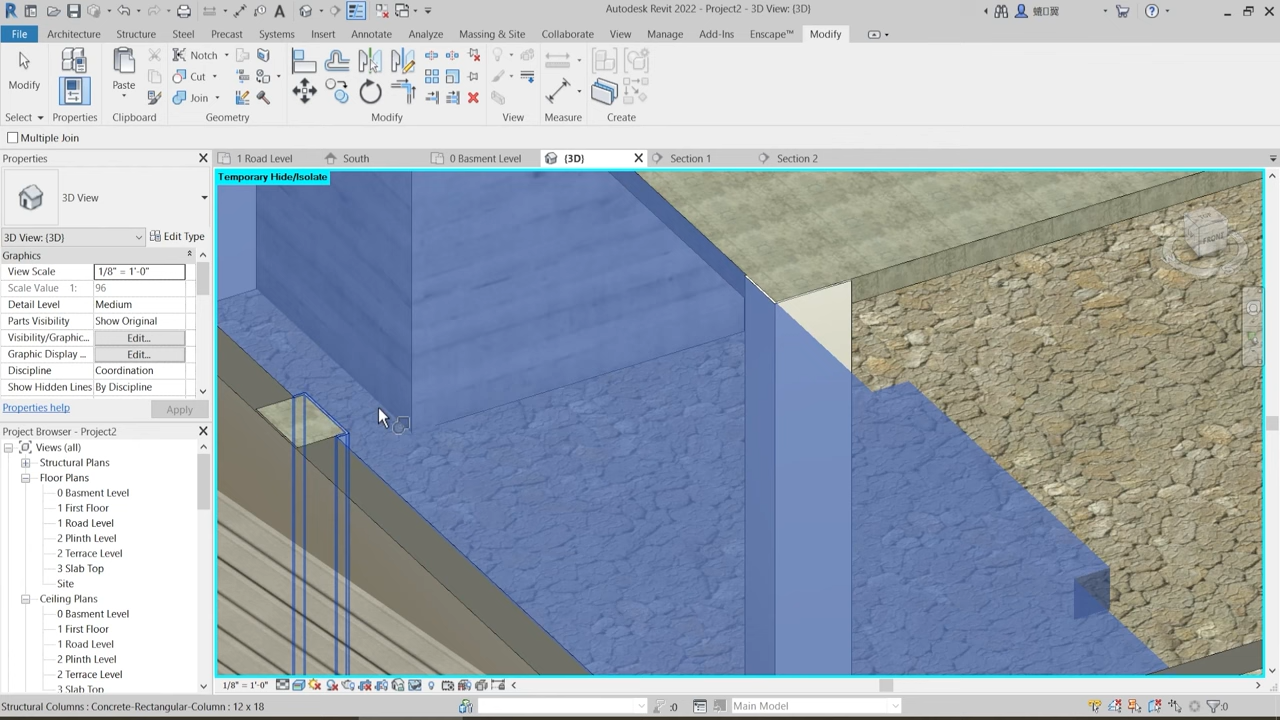 Autodesk Revit 2022 - Project2 - 3D View: {3D}
File Architecture Structure Steel Precast Systems Insert Annotate Analyze Massing & Site Collaborate View Manage Add-Ins Enscape™ Modify
Modify Paste Notch
Cut
Join
Select Properties Clipboard Geometry Modify View Measure Create
Multiple Join
Properties
1 Road Level South 0 Basment Level {3D} Section 1 Section 2
Temporary Hide/Isolate
3D View
3D View: {3D} Edit Type
Graphics
View Scale 1/8" = 1'-0"
Scale Value 1: 96
Detail Level Medium
Parts Visibility Show Original
Visibility/Graphic... Edit...
Graphic Display ... Edit...
Discipline Coordination
Show Hidden Lines By Discipline
Properties help Apply
Project Browser - Project2
Views (all)
Structural Plans
Floor Plans
0 Basment Level
1 First Floor
1 Road Level
2 Plinth Level
2 Terrace Level
3 Slab Top
Site
Ceiling Plans
0 Basment Level
1 First Floor
1 Road Level
2 Plinth Level
2 Terrace Level
3 Slab Top
FRONT
1/8" = 1'-0"
Structural Columns : Concrete-Rectangular-Column : 12 x 18 :0 Main Model :0